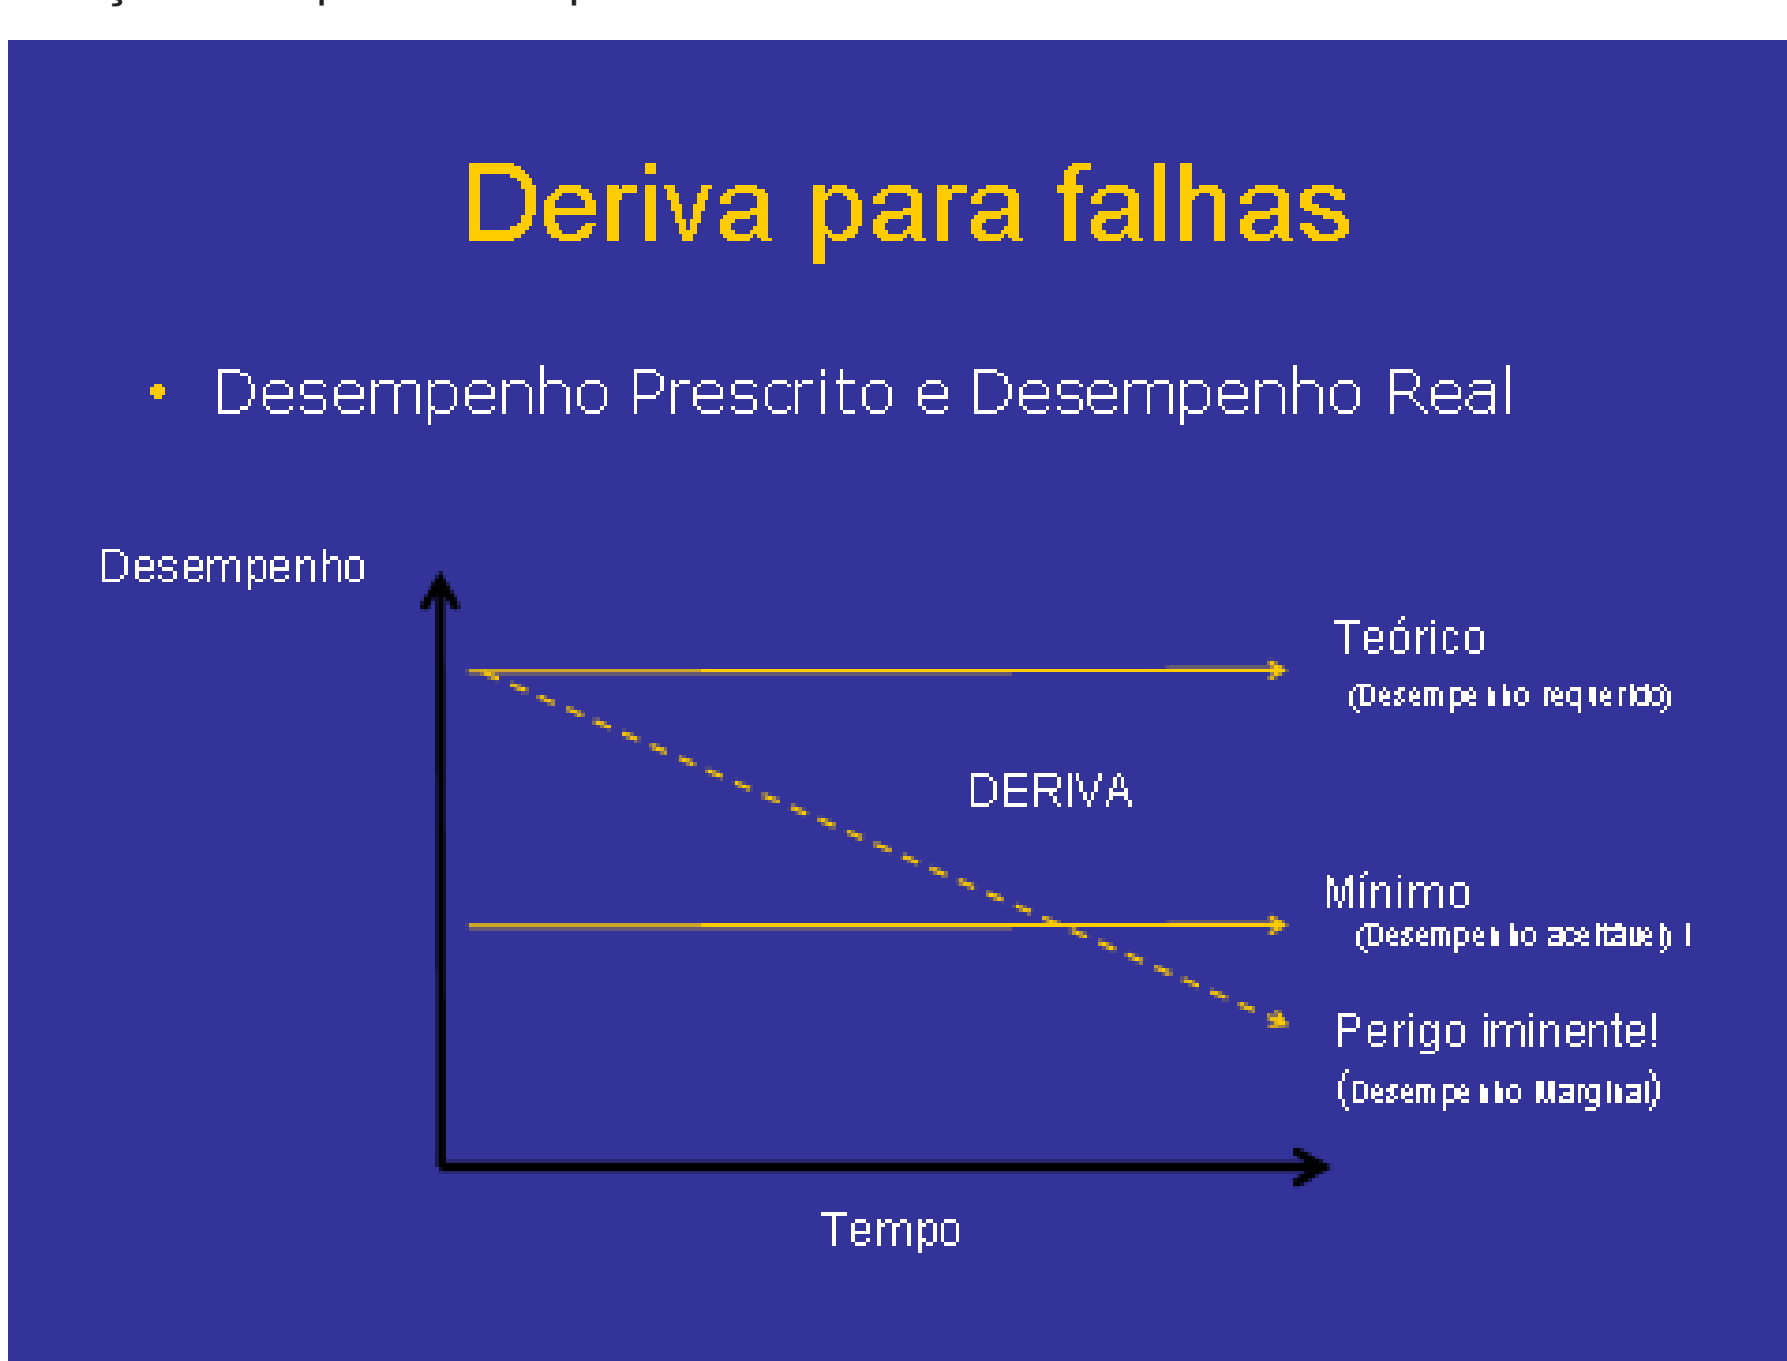 Deriva para falhas
• Desempenho Prescrito e Desempenho Real
Desempenho
Teórico
(Desempenho requerido)
DERIVA
Mínimo
(Desempenho aceitável)
Perigo iminente!
(Desempenho Marginal)
Tempo